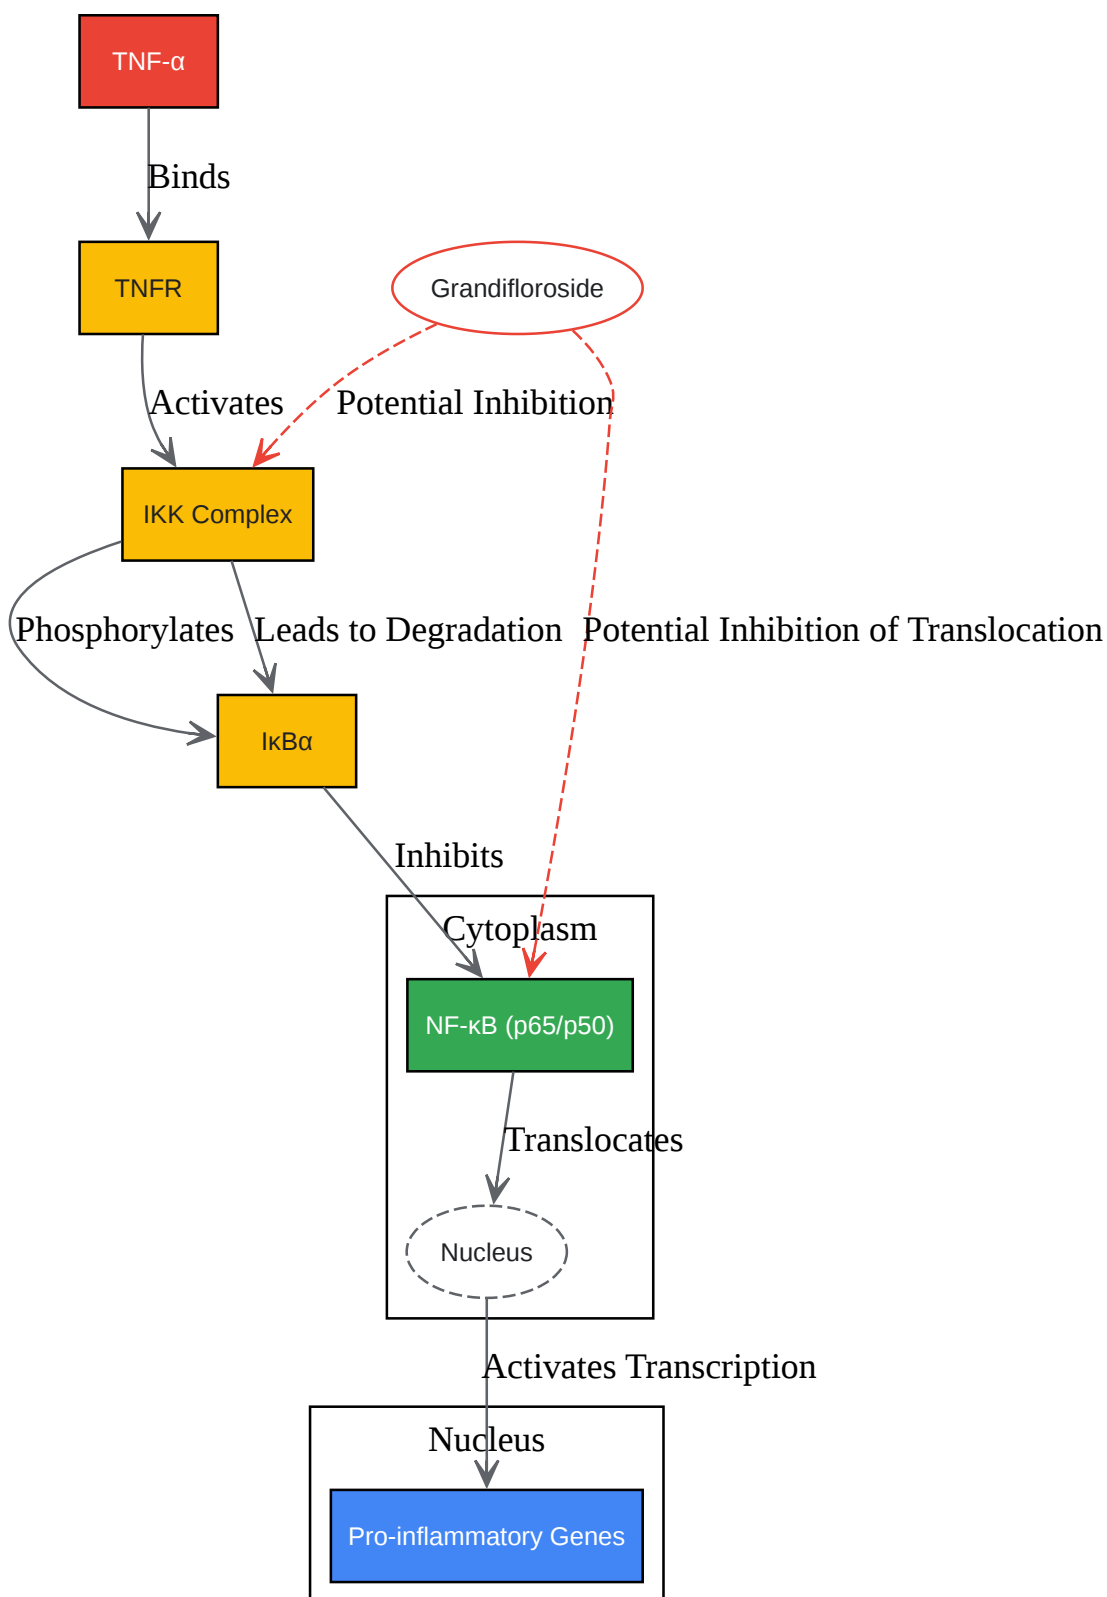 TNF-α
Binds
TNFR
Grandifloroside
Activates
Potential Inhibition
IKK Complex
Phosphorylates
Leads to Degradation
Potential Inhibition of Translocation
IκBα
Inhibits
Cytoplasm
NF-κB (p65/p50)
Translocates
Nucleus
Activates Transcription
Nucleus
Pro-inflammatory Genes